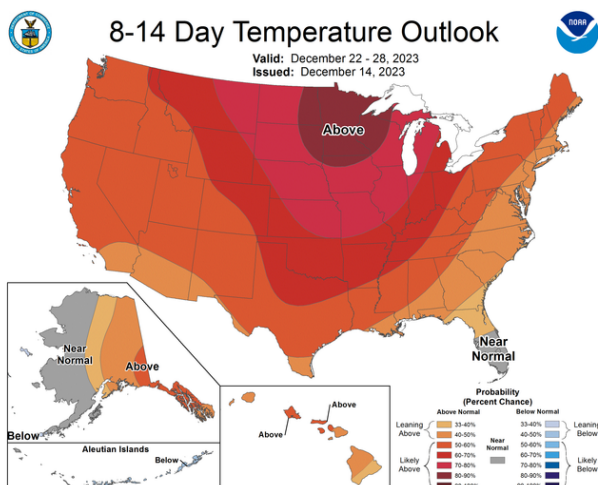 8-14 Day Temperature Outlook
Valid: December 22 - 28, 2023
Issued: December 14, 2023
NOAA
Above
Near
Normal
Near
Normal
Above
Below
Aleutian Islands
Below
Above
Above
Probability
(Percent Chance)
Above Normal
Below Normal
Leaning
Above
33-40%
40-50%
Likely
Above
50-60%
60-70%
70-80%
80-90%
Near
Normal
33-40%
40-50%
Leaning
Below
50-60%
60-70%
70-80%
80-90%
Likely
Below